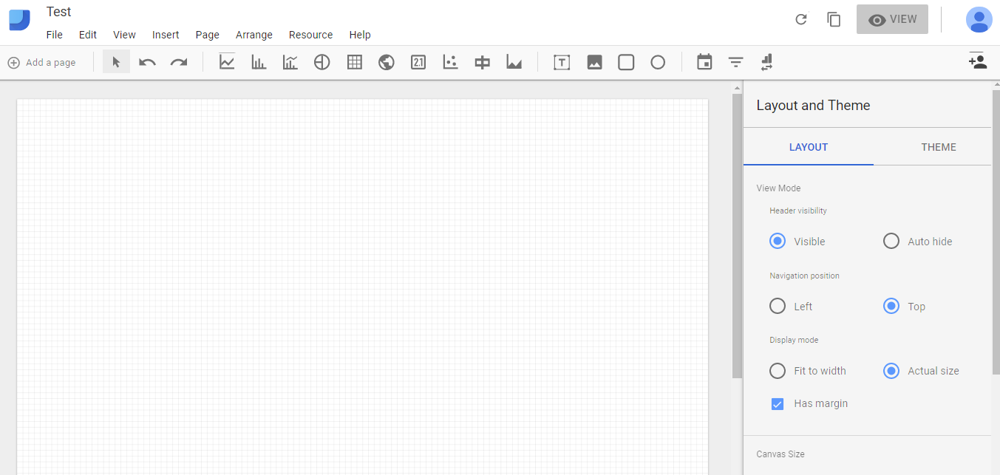 Test
File Edit View Insert Page Arrange Resource Help
VIEW
Add a page
2.1
T
Layout and Theme
LAYOUT THEME
View Mode
Header visibility
Visible Auto hide
Navigation position
Left Top
Display mode
Fit to width Actual size
Has margin
Canvas Size